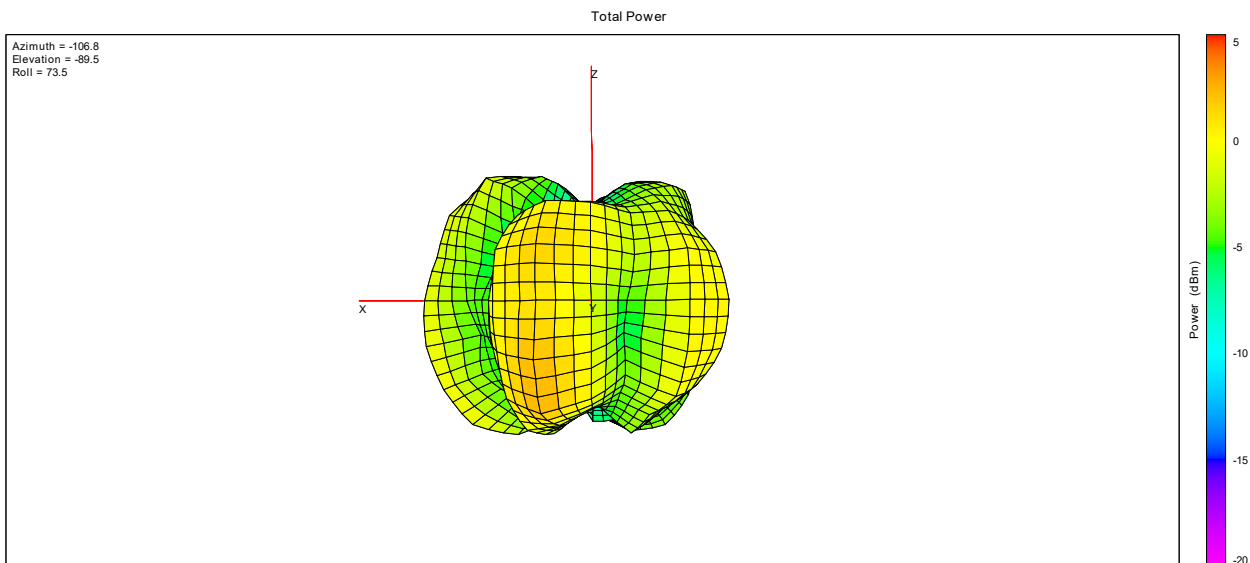 Total Power
Azimuth = -106.8
Elevation = -89.5
Roll = 73.5
Z
X
Y
5
0
-5
-10
-15
-20
Power (dBm)